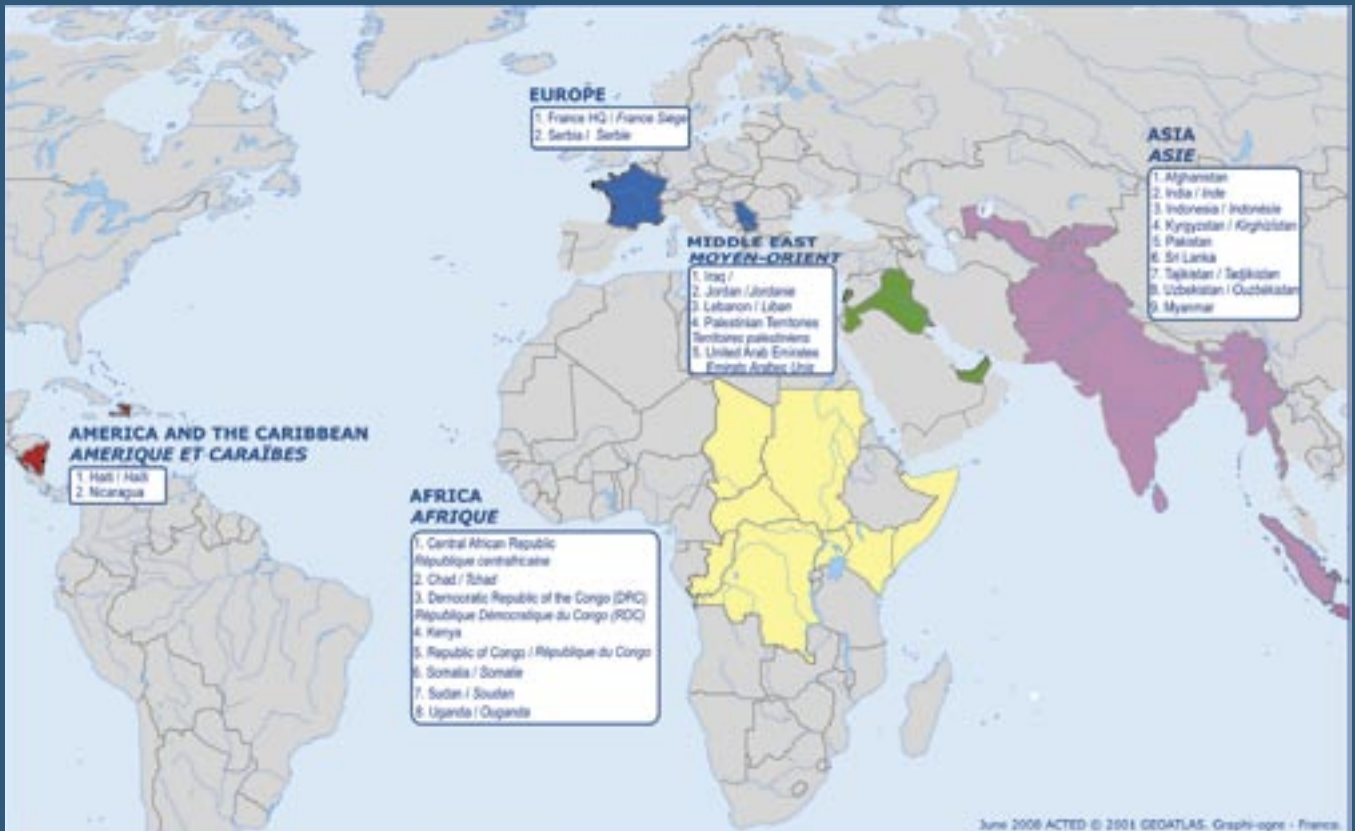 EUROPE
1. France HQ / France Siège
2. Serbia / Serbie
ASIA
ASIE
1. Afghanistan
2. India / Inde
3. Indonesia / Indonésie
4. Kyrgyzstan / Kirghizistan
5. Pakistan
6. Sri Lanka
7. Tajikistan / Tadjikistan
8. Uzbekistan / Ouzbékistan
9. Myanmar
MIDDLE EAST
MOYEN-ORIENT
1. Iraq /
2. Jordan /Jordanie
3. Lebanon / Liban
4. Palestinian Territories
Territoires palestiniens
5. United Arab Emirates
Emirats Arabes Unis
AMERICA AND THE CARIBBEAN
AMERIQUE ET CARAÏBES
1. Haiti / Haïti
2. Nicaragua
AFRICA
AFRIQUE
1. Central African Republic
République centrafricaine
2. Chad / Tchad
3. Democratic Republic of the Congo (DRC)
République Démocratique du Congo (RDC)
4. Kenya
5. Republic of Congo / République du Congo
6. Somalia / Somalie
7. Sudan / Soudan
8. Uganda / Ouganda
June 2008 ACTED © 2001 GEOATLAS. Graphi-ogre - France.